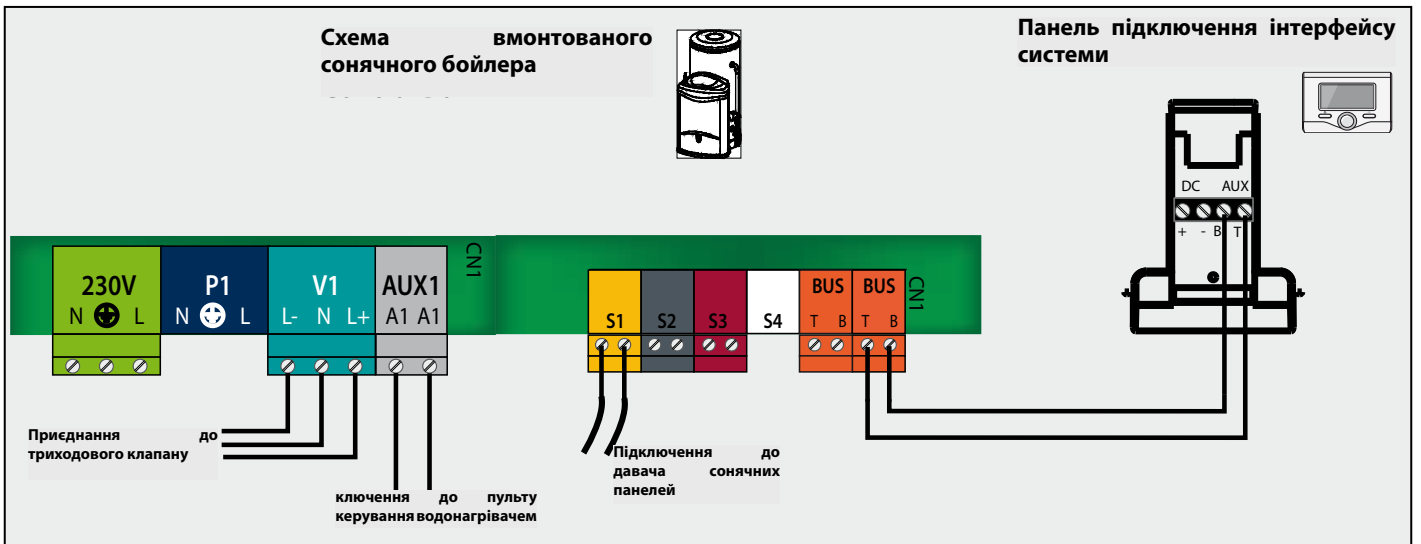 Схема вмонтованого
сонячного бойлера
Панель підключення інтерфейсу
системи
DC AUX
+ - B T
230V P1 V1 AUX1 CN1
N L N L L- N L+ A1 A1
BUS BUS CN1
S1 S2 S3 S4 T B T B
Приєднання до
триходового клапану
ключення до пульту
керування водонагрівачем
Підключення до
давача сонячних
панелей